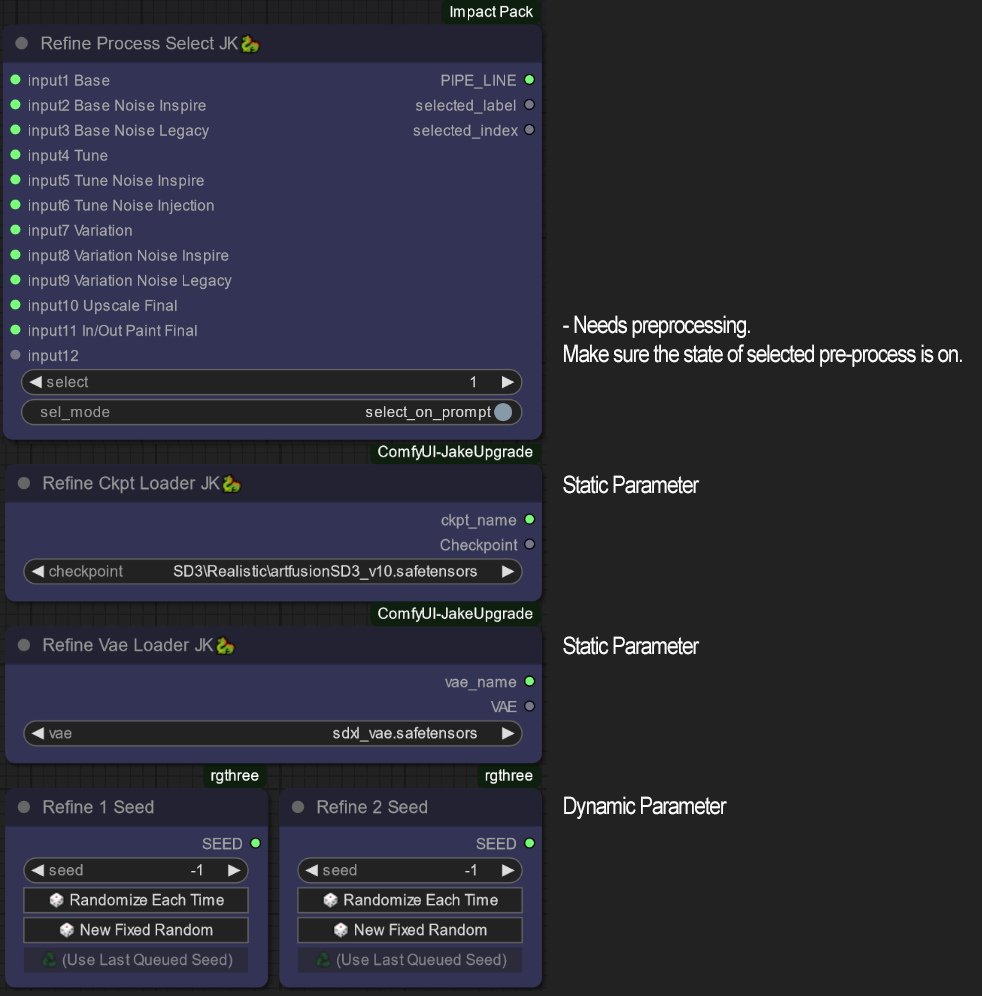 Impact Pack
Refine Process Select JK🐉
input1 Base
PIPE_LINE
input2 Base Noise Inspire
selected_label
input3 Base Noise Legacy
selected_index
input4 Tune
input5 Tune Noise Inspire
input6 Tune Noise Injection
input7 Variation
input8 Variation Noise Inspire
input9 Variation Noise Legacy
input10 Upscale Final
input11 In/Out Paint Final
input12
- Needs preprocessing.
Make sure the state of selected pre-process is on.
select 1
sel_mode select_on_prompt
ComfyUI-JakeUpgrade
Refine Ckpt Loader JK🐉
Static Parameter
ckpt_name
Checkpoint
checkpoint SD3\Realistic\artfusionSD3_v10.safetensors
ComfyUI-JakeUpgrade
Refine Vae Loader JK🐉
Static Parameter
vae_name
VAE
vae sdxl_vae.safetensors
rgthree
Refine 1 Seed
SEED
seed -1
🎲 Randomize Each Time
🎲 New Fixed Random
♻️ (Use Last Queued Seed)
rgthree
Refine 2 Seed
SEED
seed -1
🎲 Randomize Each Time
🎲 New Fixed Random
♻️ (Use Last Queued Seed)
Dynamic Parameter